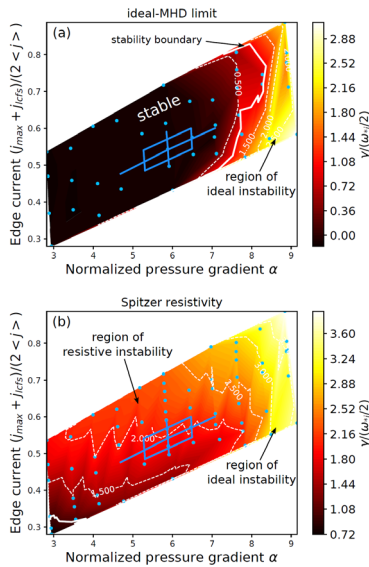 ideal-MHD limit
(a)
stability boundary
stable
0.500
1.500
region of
ideal instability
Edge current (j_max + j_lcfs)/(2 < j >)
0.8
0.7
0.6
0.5
0.4
0.3
3 4 5 6 7 8 9
Normalized pressure gradient α
2.88
2.52
2.16
1.80
1.44
1.08
0.72
0.36
0.00
γ/(ω*i/2)
Spitzer resistivity
(b)
region of
resistive instability
2.000
2.500
region of
ideal instability
Edge current (j_max + j_lcfs)/(2 < j >)
0.8
0.7
0.6
0.5
0.4
0.3
3 4 5 6 7 8 9
Normalized pressure gradient α
3.60
3.24
2.88
2.52
2.16
1.80
1.44
1.08
0.72
γ/(ω*i/2)